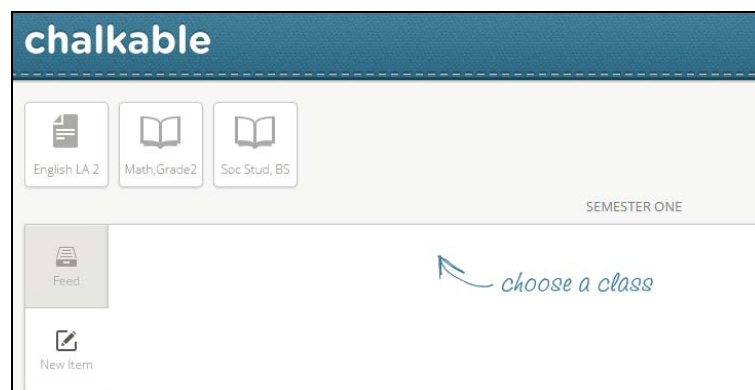 chalkable
English LA 2
Math,Grade2
Soc Stud, BS
SEMESTER ONE
Feed
choose a class
New Item